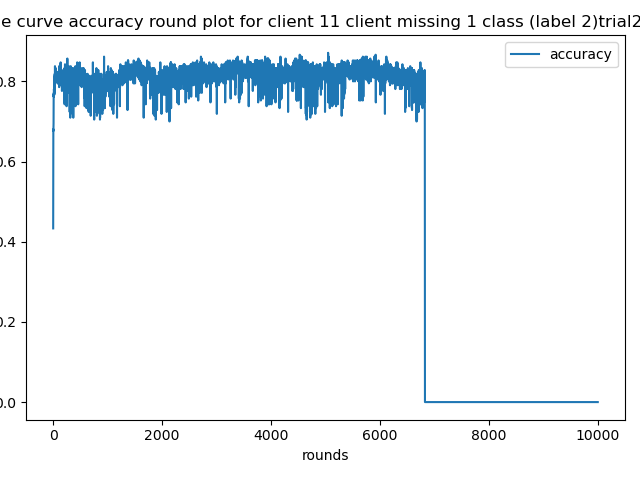 e curve accuracy round plot for client 11 client missing 1 class (label 2)trial2
accuracy
0.8
0.6
0.4
0.2
0.0
0 2000 4000 6000 8000 10000
rounds